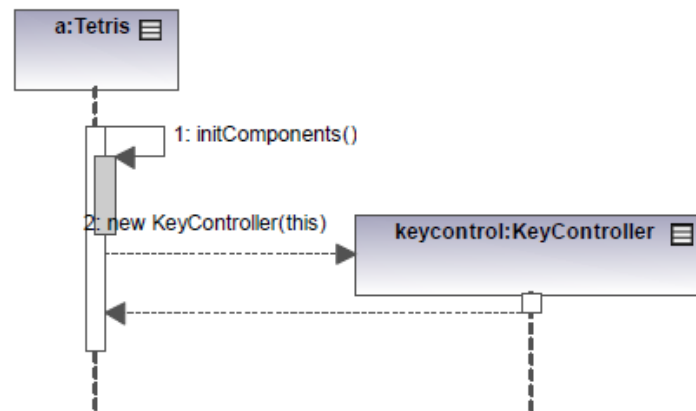 a:Tetris
1: initComponents()
2: new KeyController(this)
keycontrol:KeyController